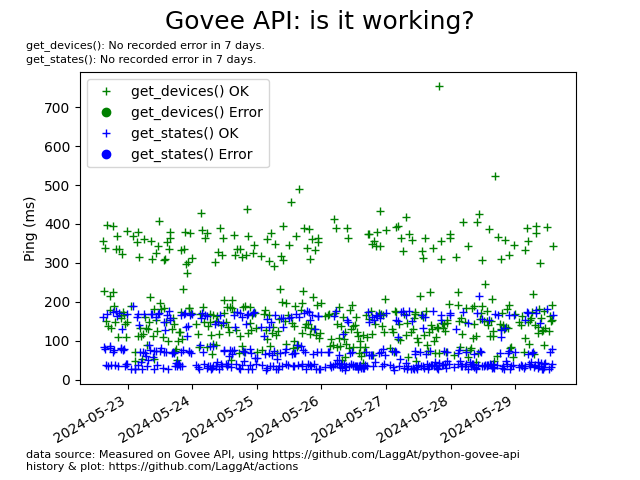 Govee API: is it working?
get_devices(): No recorded error in 7 days.
get_states(): No recorded error in 7 days.
get_devices() OK
get_devices() Error
get_states() OK
get_states() Error
Ping (ms)
700
600
500
400
300
200
100
0
2024-05-23
2024-05-24
2024-05-25
2024-05-26
2024-05-27
2024-05-28
2024-05-29
data source: Measured on Govee API, using https://github.com/LaggAt/python-govee-api
history & plot: https://github.com/LaggAt/actions